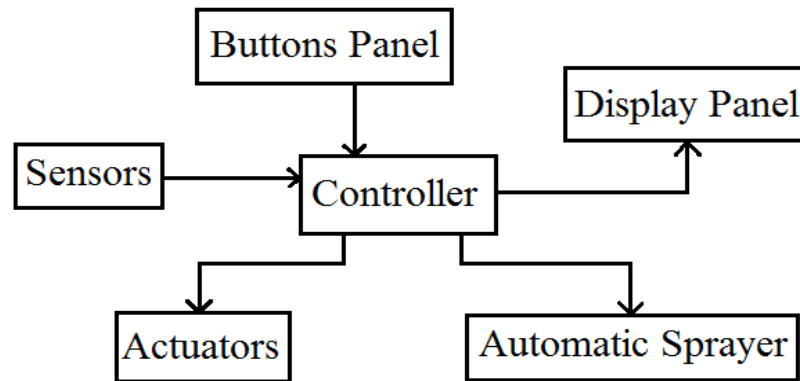 Buttons Panel
Display Panel
Sensors
Controller
Actuators
Automatic Sprayer